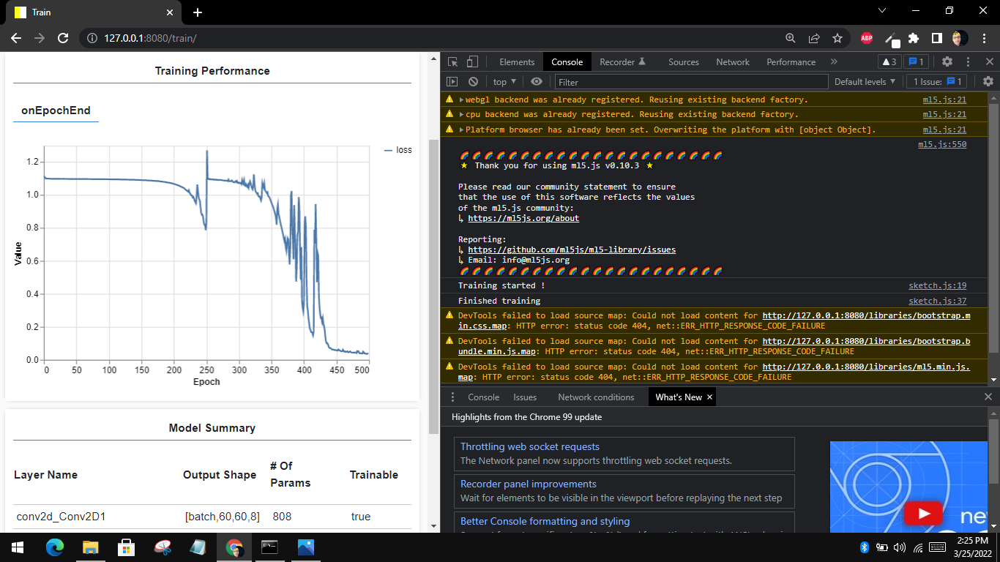 Train
127.0.0.1:8080/train/
ABP
Training Performance
onEpochEnd
loss
1.2
1.0
0.8
0.6
0.4
0.2
0.0
Value
0 50 100 150 200 250 300 350 400 450 500
Epoch
Model Summary
Layer Name Output Shape # Of Params Trainable
conv2d_Conv2D1 [batch,60,60,8] 808 true
Elements Console Recorder Sources Network Performance » 3 1
top Filter Default levels 1 Issue: 1
webgl backend was already registered. Reusing existing backend factory. ml5.js:21
cpu backend was already registered. Reusing existing backend factory. ml5.js:21
Platform browser has already been set. Overwriting the platform with [object Object]. ml5.js:21
ml5.js:550
Thank you for using ml5.js v0.10.3
Please read our community statement to ensure
that the use of this software reflects the values
of the ml5.js community:
↳ https://ml5js.org/about
Reporting:
↳ https://github.com/ml5js/ml5-library/issues
↳ Email: info@ml5js.org
Training started ! sketch.js:19
Finished training sketch.js:37
DevTools failed to load source map: Could not load content for http://127.0.0.1:8080/libraries/bootstrap.m
in.css.map: HTTP error: status code 404, net::ERR_HTTP_RESPONSE_CODE_FAILURE
DevTools failed to load source map: Could not load content for http://127.0.0.1:8080/libraries/bootstrap.b
undle.min.js.map: HTTP error: status code 404, net::ERR_HTTP_RESPONSE_CODE_FAILURE
DevTools failed to load source map: Could not load content for http://127.0.0.1:8080/libraries/ml5.min.js.
map: HTTP error: status code 404, net::ERR_HTTP_RESPONSE_CODE_FAILURE
Console Issues Network conditions What's New
Highlights from the Chrome 99 update
Throttling web socket requests
The Network panel now supports throttling web socket requests.
Recorder panel improvements
Wait for elements to be visible in the viewport before replaying the next step
Better Console formatting and styling
ne
2:25 PM
3/25/2022